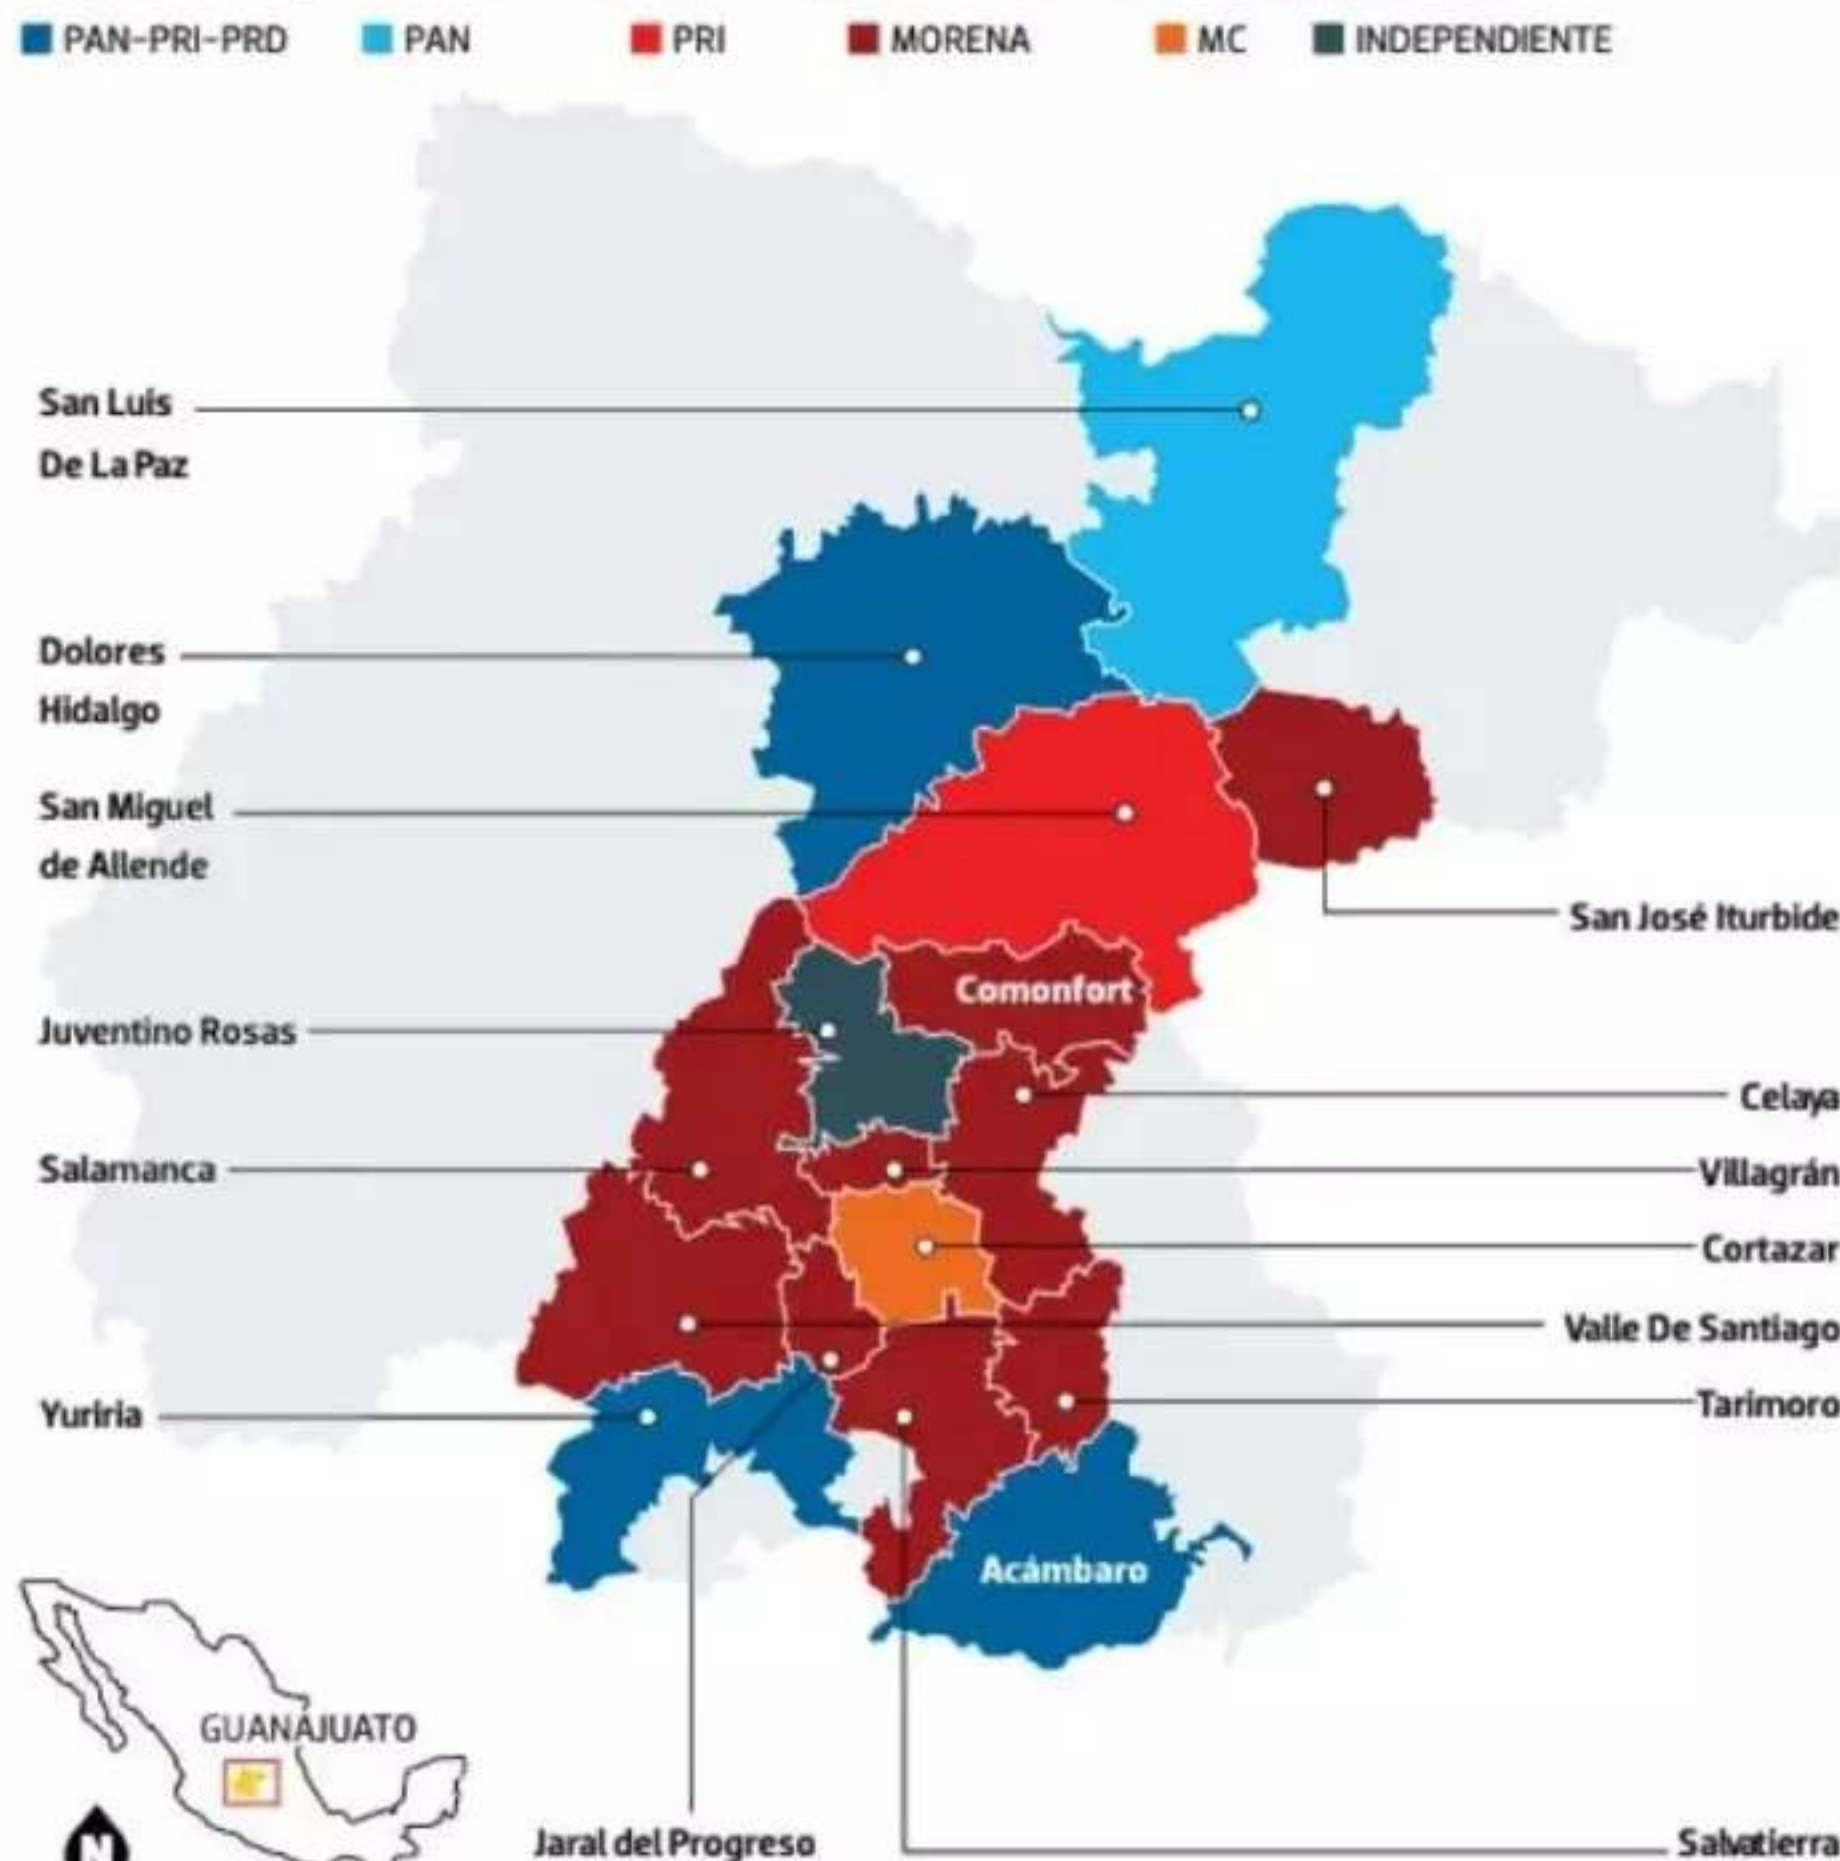 PAN-PRI-PRD
PAN
PRI
MORENA
MC
INDEPENDIENTE
San Luis
De La Paz
Dolores
Hidalgo
San Miguel
de Allende
San José Iturbide
Comonfort
Juventino Rosas
Celaya
Salamanca
Villagrán
Cortazar
Valle De Santiago
Yuriria
Tarimoro
Acámbaro
GUANAJUATO
N
Jaral del Progreso
Salvatierra